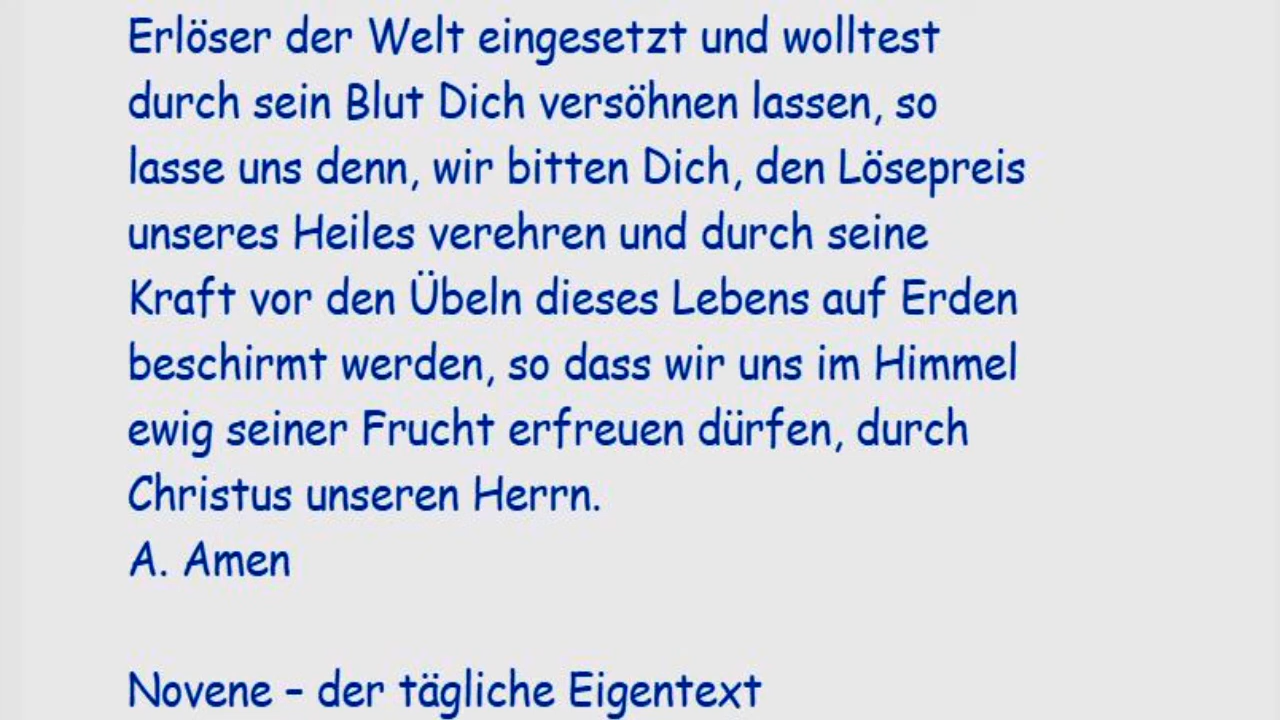 Erlöser der Welt eingesetzt und wolltest
durch sein Blut Dich versöhnen lassen, so
lasse uns denn, wir bitten Dich, den Lösepreis
unseres Heiles verehren und durch seine
Kraft vor den Übeln dieses Lebens auf Erden
beschirmt werden, so dass wir uns im Himmel
ewig seiner Frucht erfreuen dürfen, durch
Christus unseren Herrn.
A. Amen
Novene – der tägliche Eigentext